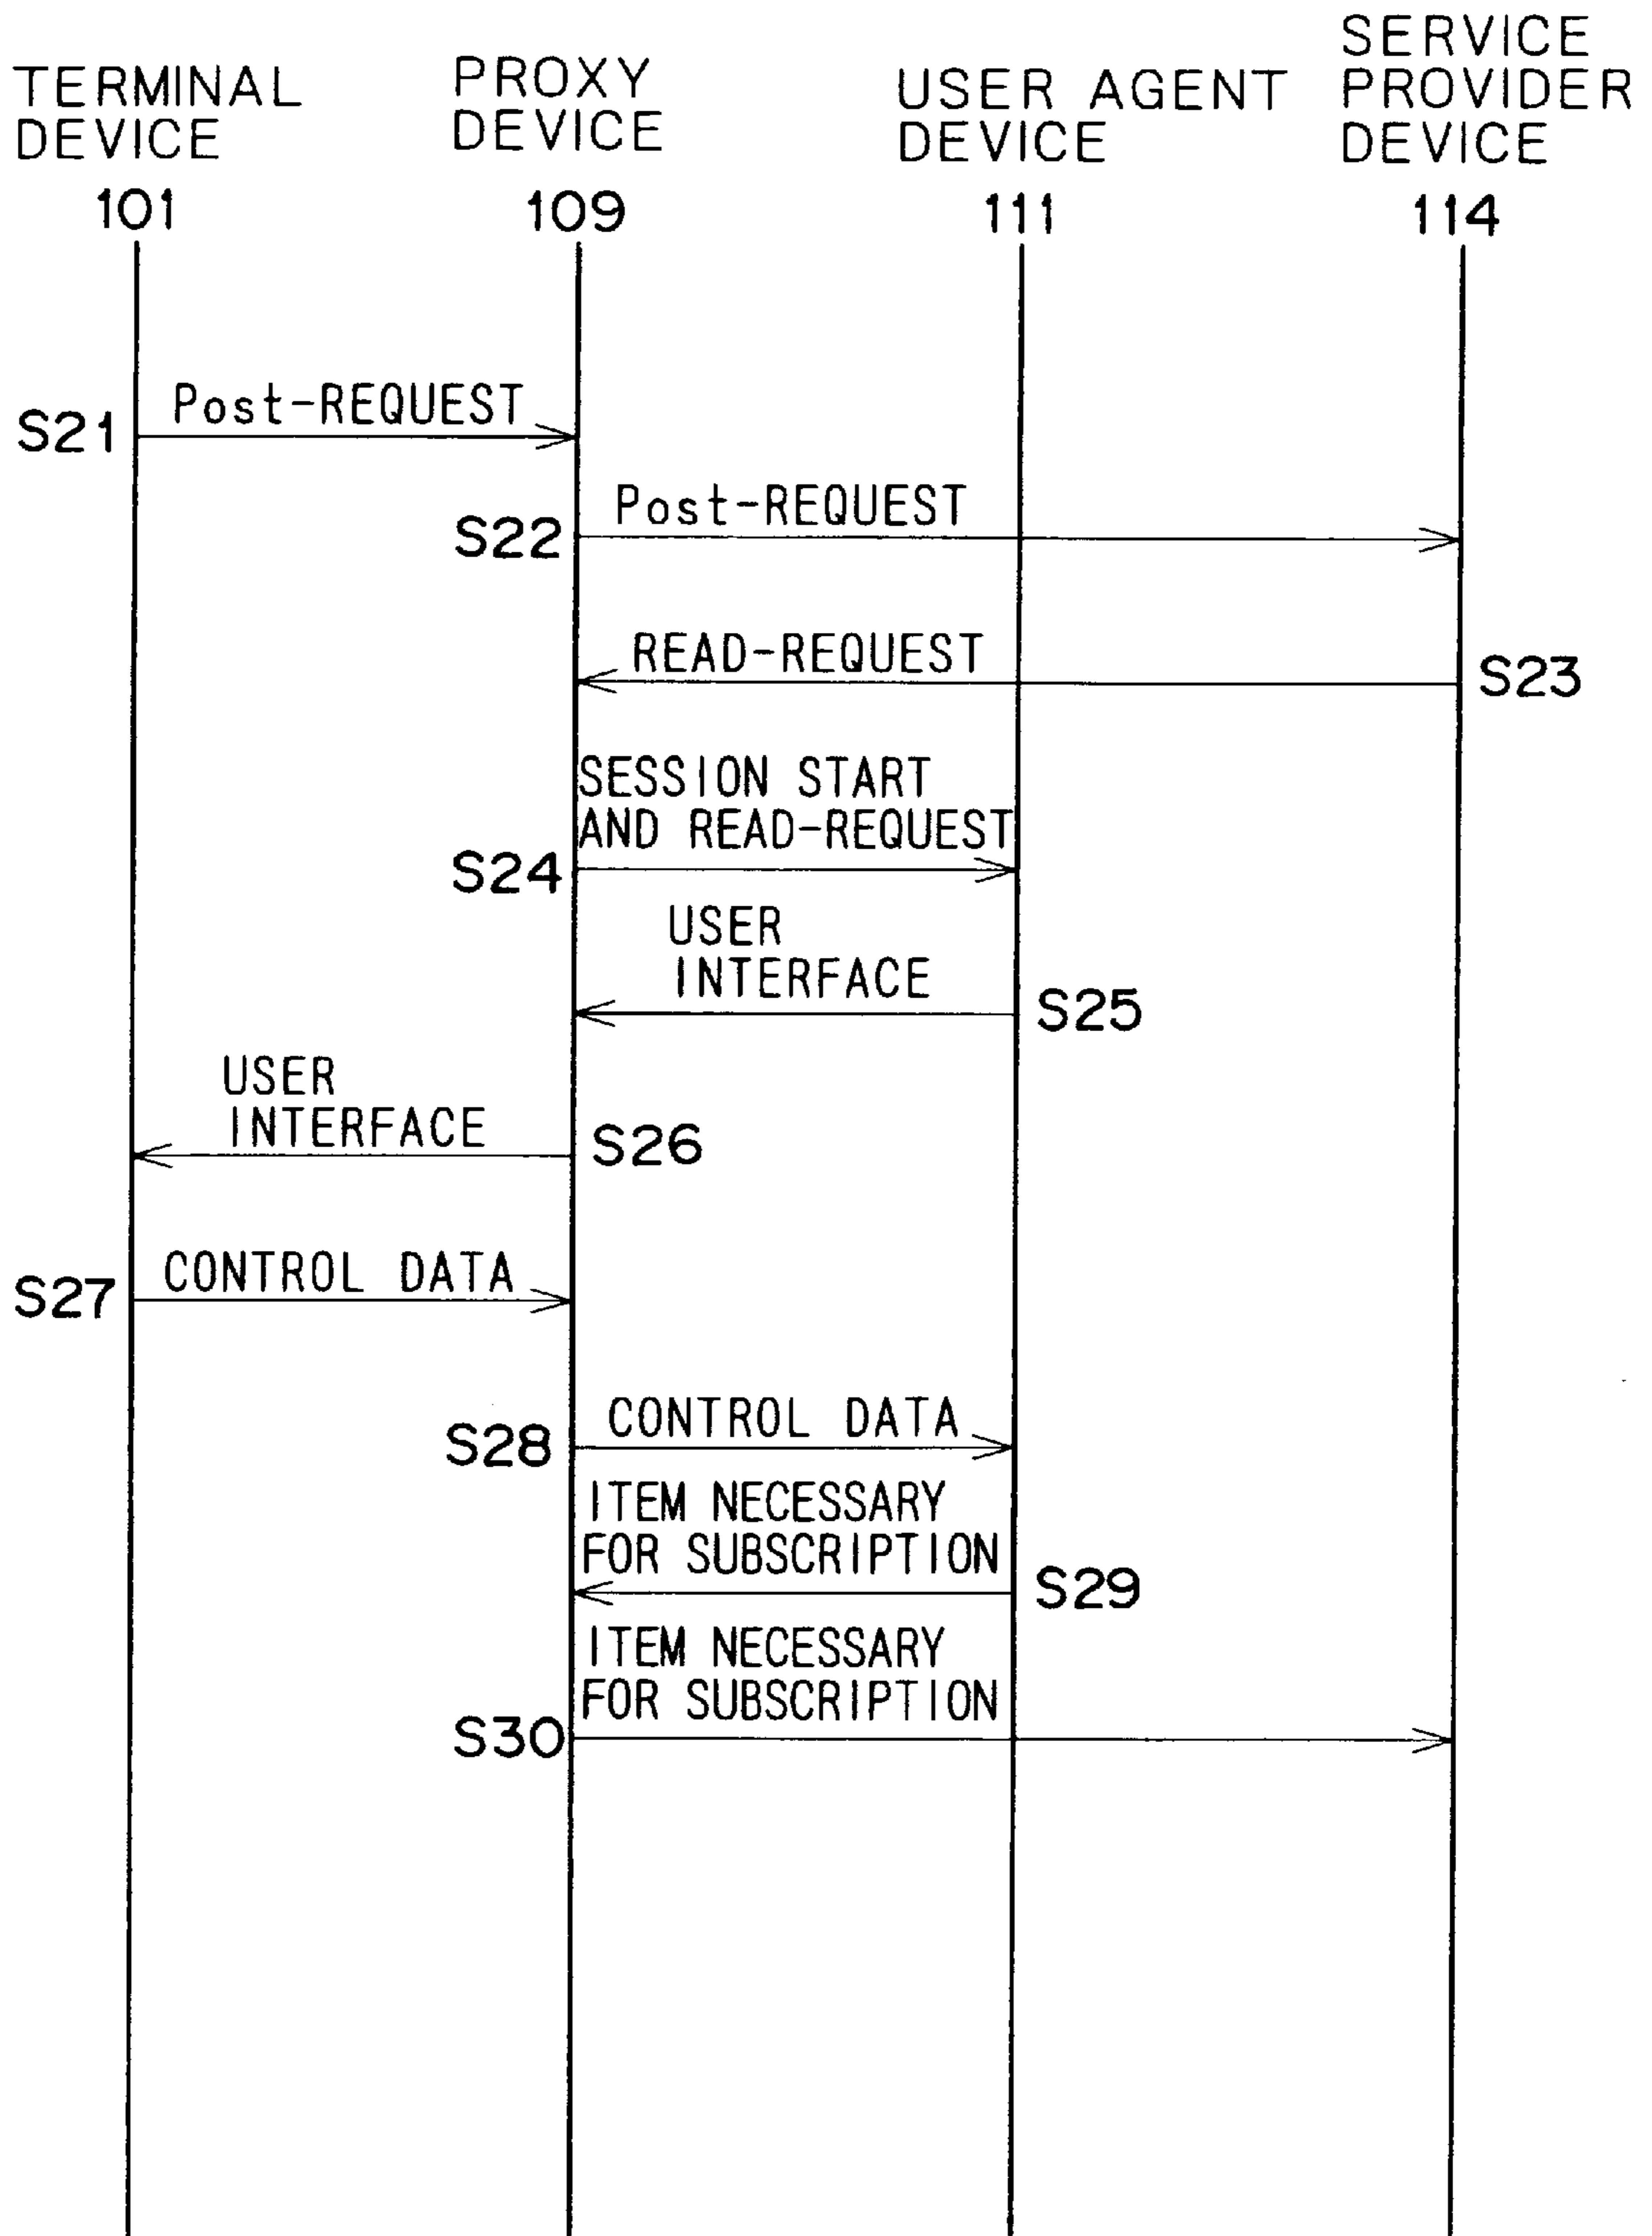 TERMINAL
DEVICE
101
PROXY
DEVICE
109
USER AGENT
DEVICE
111
SERVICE
PROVIDER
DEVICE
114
S21
Post-REQUEST
Post-REQUEST
S22
READ-REQUEST
S23
SESSION START
AND READ-REQUEST
S24
USER
INTERFACE
S25
USER
INTERFACE
S26
CONTROL DATA
S27
CONTROL DATA
S28
ITEM NECESSARY
FOR SUBSCRIPTION
S29
ITEM NECESSARY
FOR SUBSCRIPTION
S30